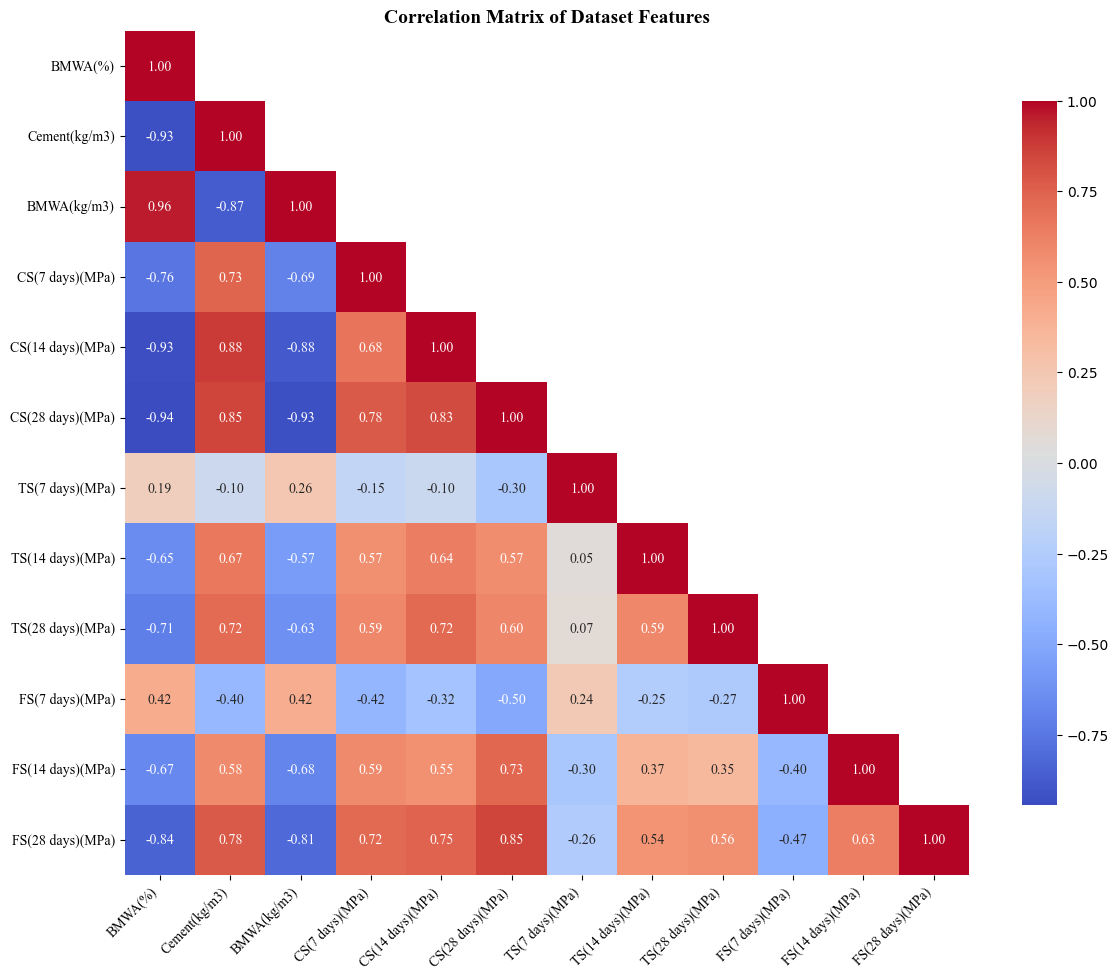 Correlation Matrix of Dataset Features
BMWA(%) 1.00
Cement(kg/m3) -0.93 1.00
BMWA(kg/m3) 0.96 -0.87 1.00
CS(7 days)(MPa) -0.76 0.73 -0.69 1.00
CS(14 days)(MPa) -0.93 0.88 -0.88 0.68 1.00
CS(28 days)(MPa) -0.94 0.85 -0.93 0.78 0.83 1.00
TS(7 days)(MPa) 0.19 -0.10 0.26 -0.15 -0.10 -0.30 1.00
TS(14 days)(MPa) -0.65 0.67 -0.57 0.57 0.64 0.57 0.05 1.00
TS(28 days)(MPa) -0.71 0.72 -0.63 0.59 0.72 0.60 0.07 0.59 1.00
FS(7 days)(MPa) 0.42 -0.40 0.42 -0.42 -0.32 -0.50 0.24 -0.25 -0.27 1.00
FS(14 days)(MPa) -0.67 0.58 -0.68 0.59 0.55 0.73 -0.30 0.37 0.35 -0.40 1.00
FS(28 days)(MPa) -0.84 0.78 -0.81 0.72 0.75 0.85 -0.26 0.54 0.56 -0.47 0.63 1.00
BMWA(%)
Cement(kg/m3)
BMWA(kg/m3)
CS(7 days)(MPa)
CS(14 days)(MPa)
CS(28 days)(MPa)
TS(7 days)(MPa)
TS(14 days)(MPa)
TS(28 days)(MPa)
FS(7 days)(MPa)
FS(14 days)(MPa)
FS(28 days)(MPa)
1.00
0.75
0.50
0.25
0.00
−0.25
−0.50
−0.75